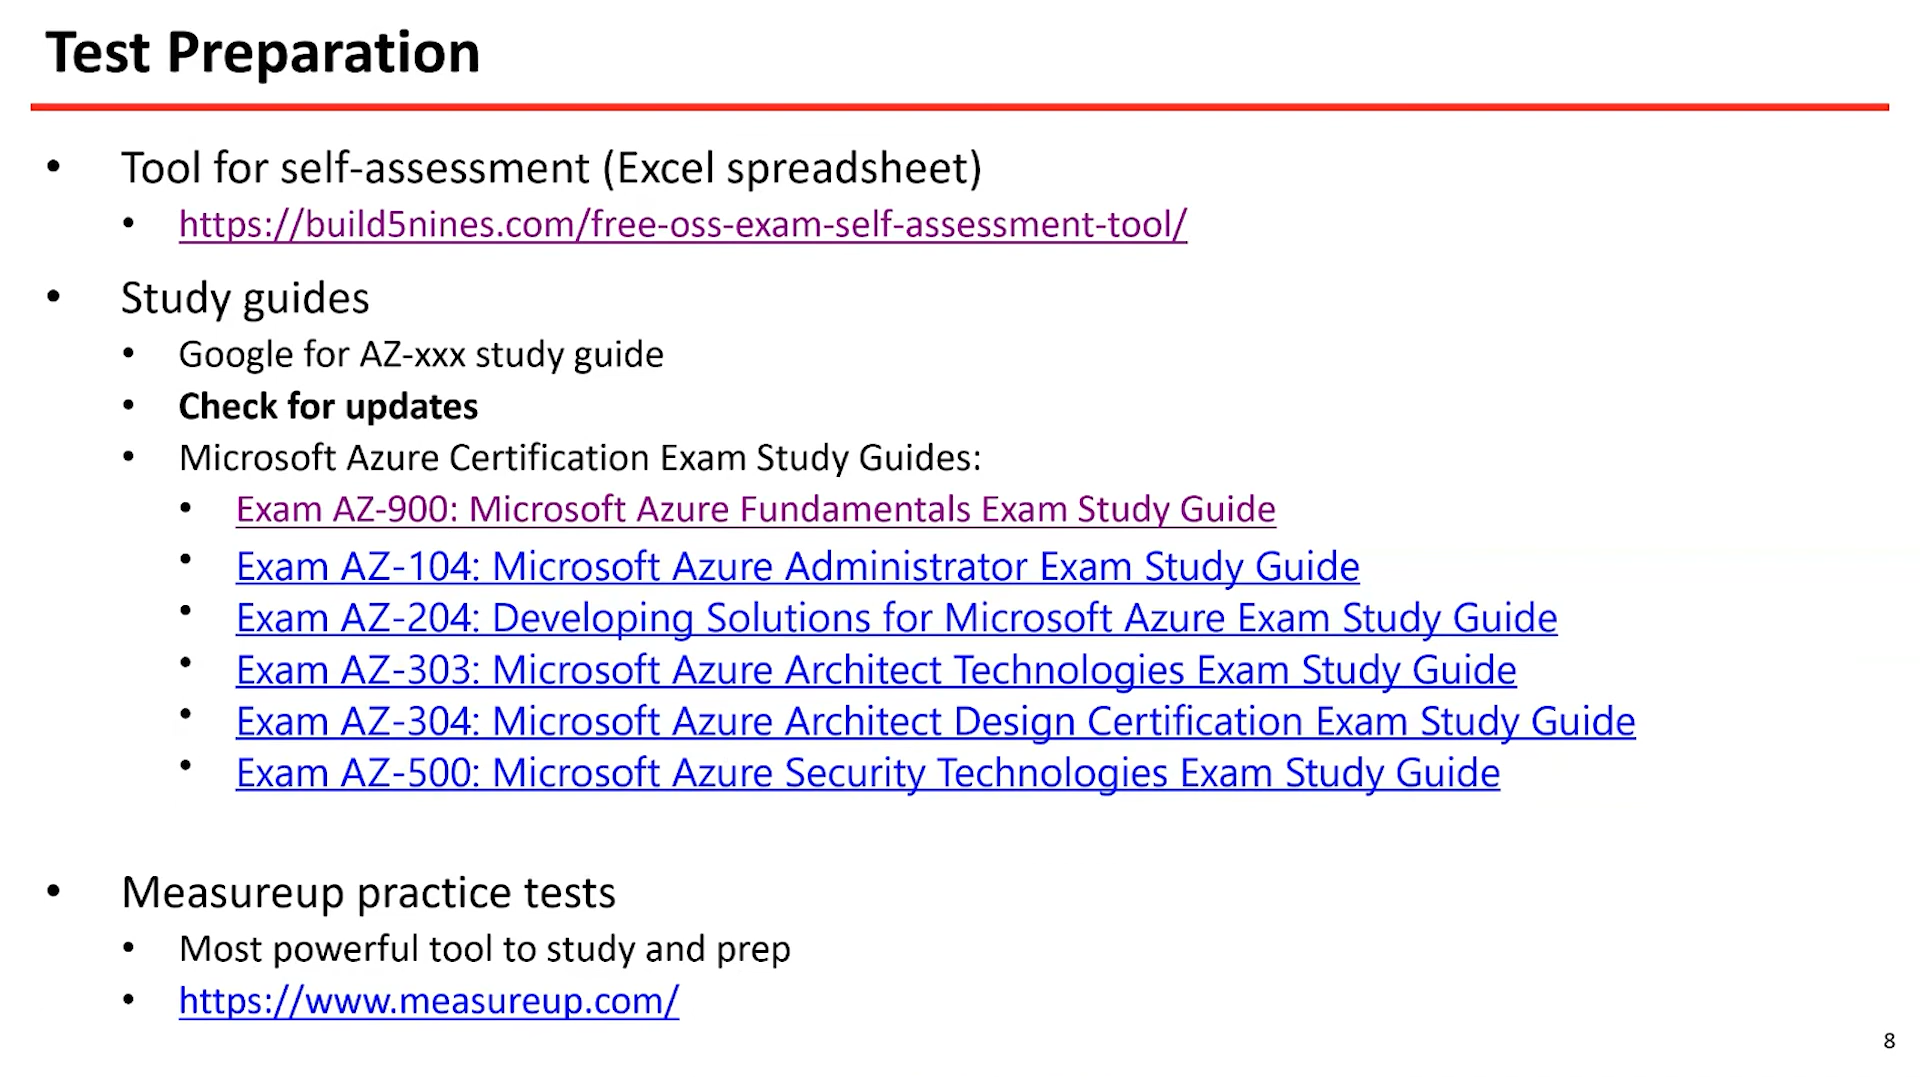 Test Preparation
• Tool for self-assessment (Excel spreadsheet)
• https://build5nines.com/free-oss-exam-self-assessment-tool/
• Study guides
• Google for AZ-xxx study guide
• Check for updates
• Microsoft Azure Certification Exam Study Guides:
• Exam AZ-900: Microsoft Azure Fundamentals Exam Study Guide
• Exam AZ-104: Microsoft Azure Administrator Exam Study Guide
• Exam AZ-204: Developing Solutions for Microsoft Azure Exam Study Guide
• Exam AZ-303: Microsoft Azure Architect Technologies Exam Study Guide
• Exam AZ-304: Microsoft Azure Architect Design Certification Exam Study Guide
• Exam AZ-500: Microsoft Azure Security Technologies Exam Study Guide
• Measureup practice tests
• Most powerful tool to study and prep
• https://www.measureup.com/
8